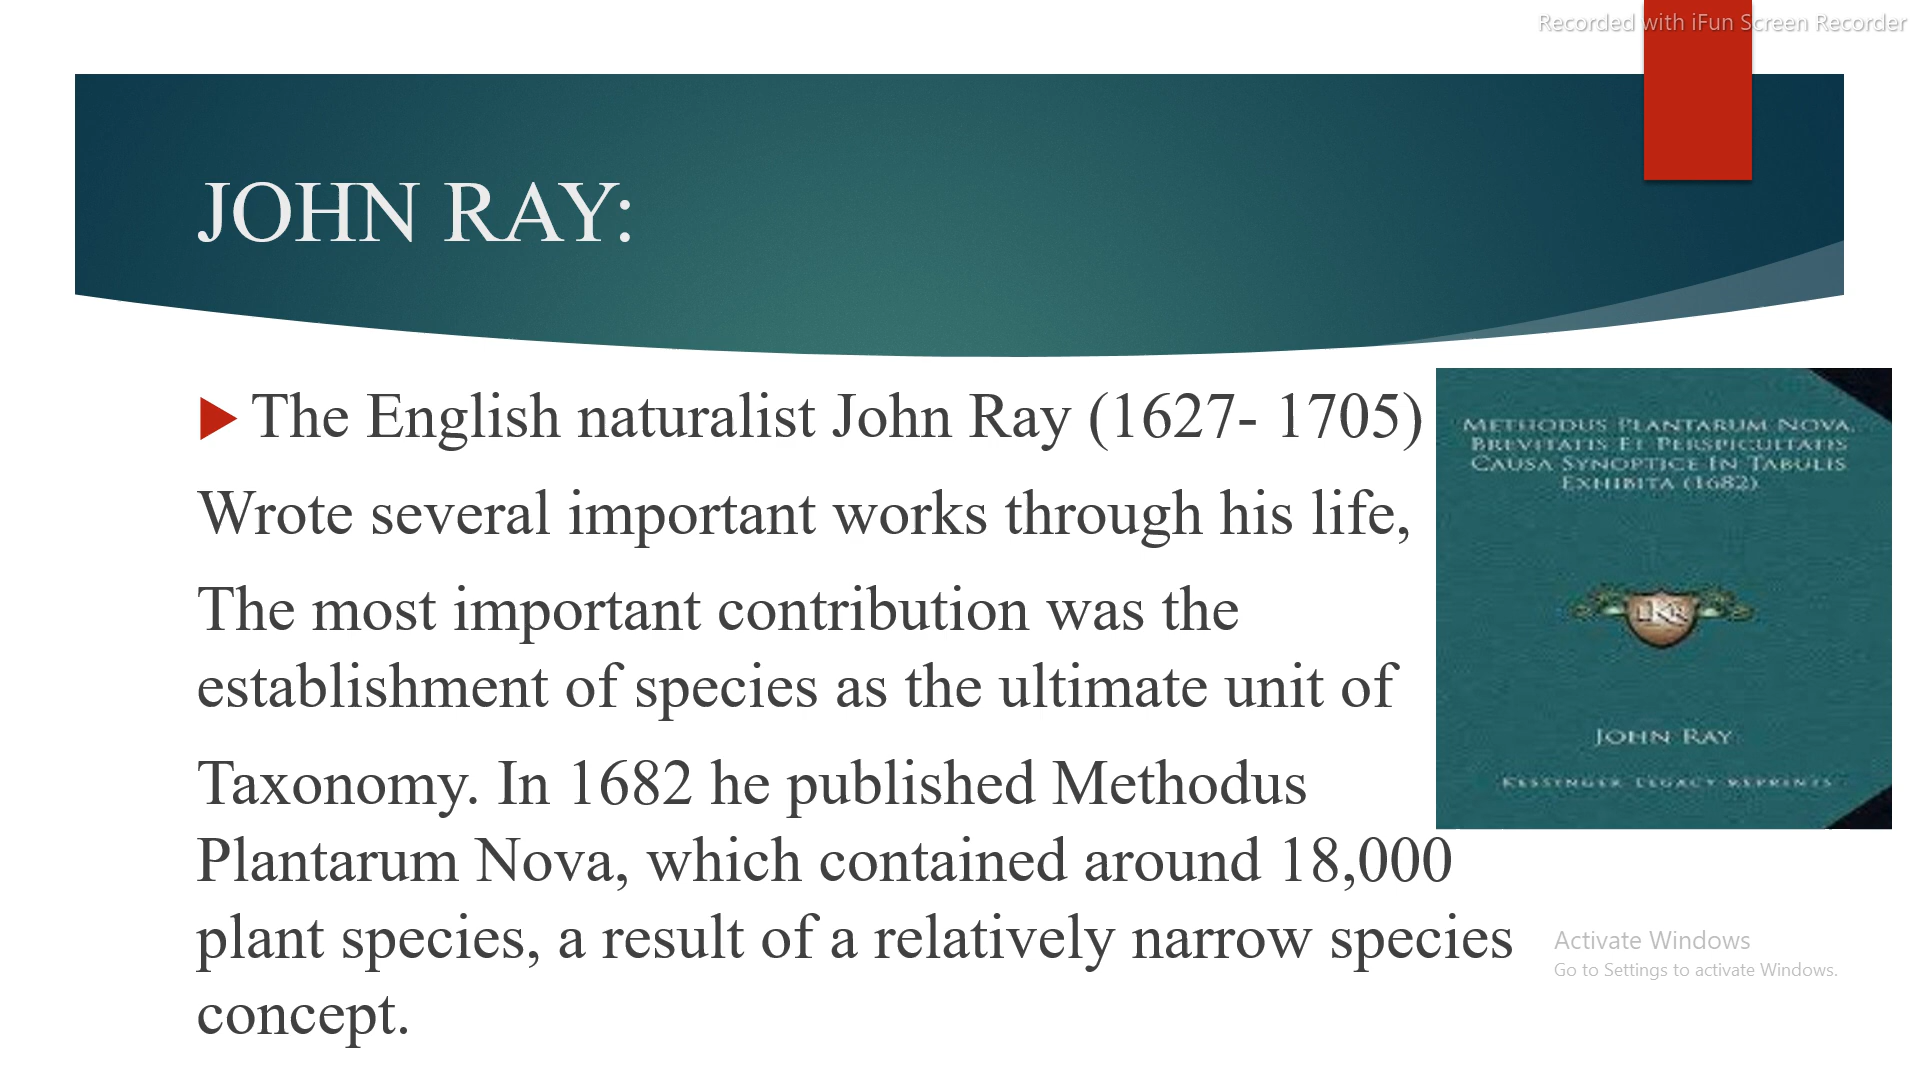 Recorded with iFun Screen Recorder
JOHN RAY:
The English naturalist John Ray (1627- 1705)
Wrote several important works through his life,
The most important contribution was the
establishment of species as the ultimate unit of
Taxonomy. In 1682 he published Methodus
Plantarum Nova, which contained around 18,000
plant species, a result of a relatively narrow species
concept.
METHODUS PLANTARUM NOVA,
BREVITATIS ET PERSPICUITATIS
CAUSA SYNOPTICE IN TABULIS
EXHIBITA (1682)
JOHN RAY
KESSINGER LEGACY REPRINTS
Activate Windows
Go to Settings to activate Windows.